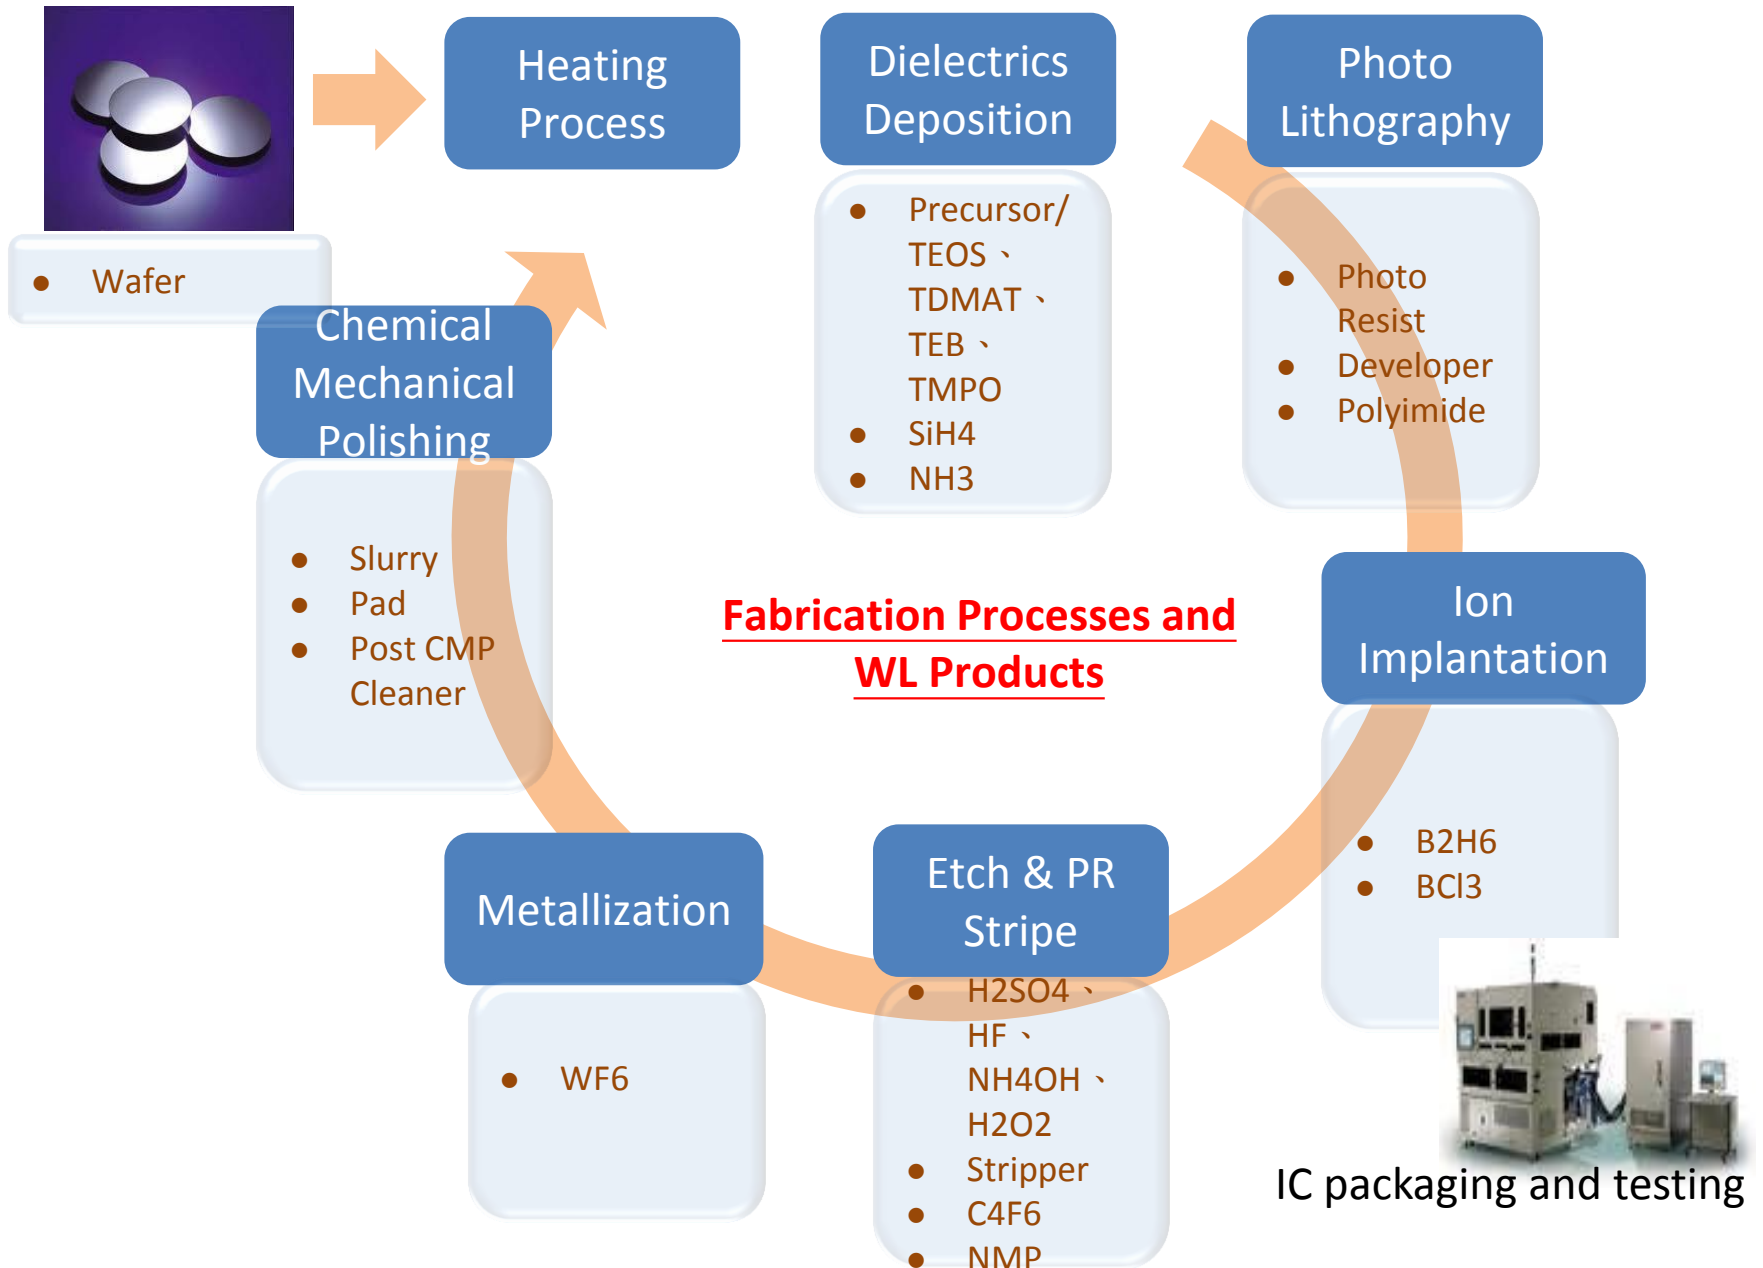 Heating
Process
Dielectrics
Deposition
Photo
Lithography
● Wafer
● Precursor/
TEOS、
TDMAT、
TEB、
TMPO
● SiH4
● NH3
● Photo
Resist
● Developer
● Polyimide
Chemical
Mechanical
Polishing
● Slurry
● Pad
● Post CMP
Cleaner
Fabrication Processes and
WL Products
Ion
Implantation
● B2H6
● BCl3
Metallization
● WF6
Etch & PR
Stripe
● H2SO4、
HF、
NH4OH、
H2O2
● Stripper
● C4F6
● NMP
IC packaging and testing